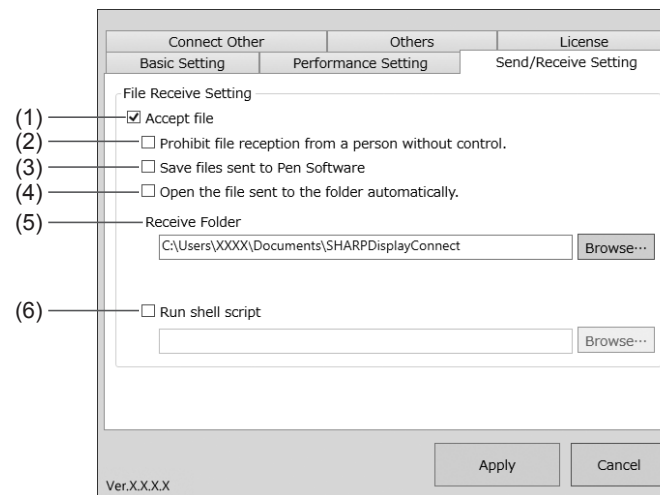 Connect Other Others License
Basic Setting Performance Setting Send/Receive Setting
File Receive Setting
(1) Accept file
(2) Prohibit file reception from a person without control.
(3) Save files sent to Pen Software
(4) Open the file sent to the folder automatically.
(5) Receive Folder
C:\Users\XXXX\Documents\SHARPDisplayConnect Browse···
(6) Run shell script
Browse···
Apply Cancel
Ver.X.X.X.X